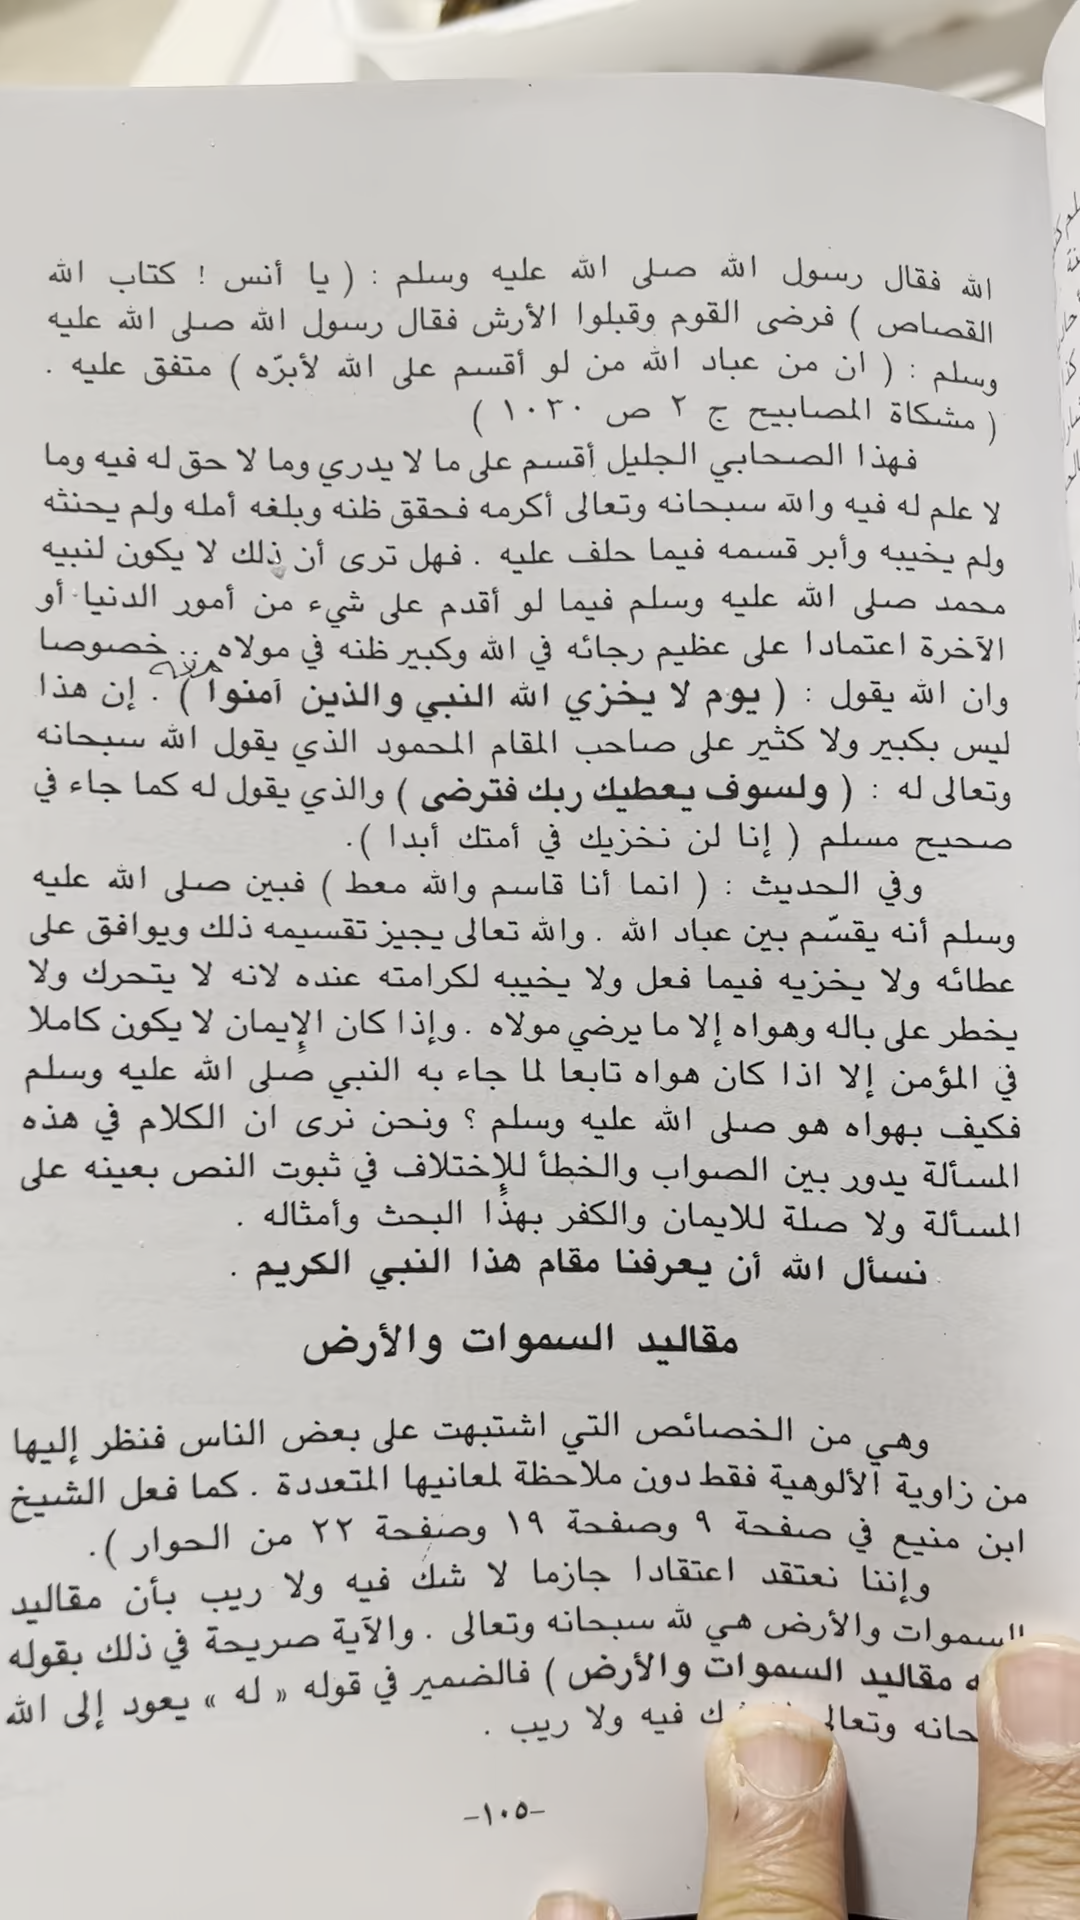 الله فقال رسول الله صلى الله عليه وسلم : ( يا أنس ! كتاب الله
القصاص ) فرضى القوم وقبلوا الأرش فقال رسول الله صلى الله عليه
وسلم : ( ان من عباد الله من لو أقسم على الله لأبرّه ) متفق عليه .
( مشكاة المصابيح ج ٢ ص ١٠٣٠ )
فهذا الصحابي الجليل أقسم على ما لا يدري وما لا حق له فيه وما
لا علم له فيه والله سبحانه وتعالى أكرمه فحقق ظنه وبلغه أمله ولم يحنثه
ولم يخيبه وأبر قسمه فيما حلف عليه . فهل ترى أن ذلك لا يكون لنبيه
محمد صلى الله عليه وسلم فيما لو أقدم على شيء من أمور الدنيا أو
الآخرة اعتمادا على عظيم رجائه في الله وكبير ظنه في مولاه .. خصوصا
وان الله يقول : ( يوم لا يخزي الله النبي والذين آمنوا ) . إن هذا
ليس بكبير ولا كثير على صاحب المقام المحمود الذي يقول الله سبحانه
وتعالى له : ( ولسوف يعطيك ربك فترضى ) والذي يقول له كما جاء في
صحيح مسلم ( إنا لن نخزيك في أمتك أبدا ).
وفي الحديث : ( انما أنا قاسم والله معط ) فبين صلى الله عليه
وسلم أنه يقسّم بين عباد الله . والله تعالى يجيز تقسيمه ذلك ويوافق على
عطائه ولا يخزيه فيما فعل ولا يخيبه لكرامته عنده لانه لا يتحرك ولا
يخطر على باله وهواه إلا ما يرضي مولاه . وإذا كان الإيمان لا يكون كاملا
في المؤمن إلا اذا كان هواه تابعا لما جاء به النبي صلى الله عليه وسلم
فكيف بهواه هو صلى الله عليه وسلم ؟ ونحن نرى ان الكلام في هذه
المسألة يدور بين الصواب والخطأ للإختلاف في ثبوت النص بعينه على
المسألة ولا صلة للايمان والكفر بهذا البحث وأمثاله .
نسأل الله أن يعرفنا مقام هذا النبي الكريم .
مقاليد السموات والأرض
وهي من الخصائص التي اشتبهت على بعض الناس فنظر إليها
من زاوية الألوهية فقط دون ملاحظة لمعانيها المتعددة . كما فعل الشيخ
ابن منيع في صفحة ٩ وصفحة ١٩ وصفحة ٢٢ من الحوار ).
وإننا نعتقد اعتقادا جازما لا شك فيه ولا ريب بأن مقاليد
السموات والأرض هي لله سبحانه وتعالى . والآية صريحة في ذلك بقوله
مقاليد السموات والأرض ) فالضمير في قوله « له » يعود إلى الله
وتعالى فيه ولا ريب .
–١٠٥–